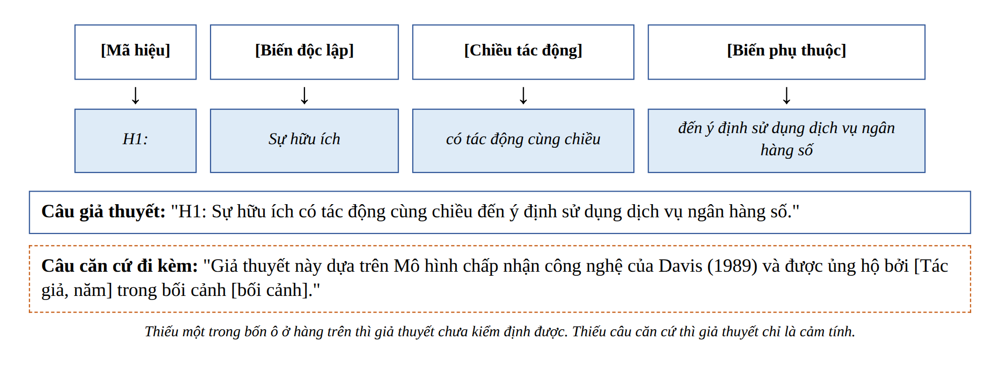 [Mã hiệu] [Biến độc lập] [Chiều tác động] [Biến phụ thuộc]
↓ ↓ ↓ ↓
H1: Sự hữu ích có tác động cùng chiều đến ý định sử dụng dịch vụ ngân
hàng số
Câu giả thuyết: "H1: Sự hữu ích có tác động cùng chiều đến ý định sử dụng dịch vụ ngân hàng số."
Câu căn cứ đi kèm: "Giả thuyết này dựa trên Mô hình chấp nhận công nghệ của Davis (1989) và được ủng hộ bởi [Tác
giả, năm] trong bối cảnh [bối cảnh]."
Thiếu một trong bốn ô ở hàng trên thì giả thuyết chưa kiểm định được. Thiếu câu căn cứ thì giả thuyết chỉ là cảm tính.